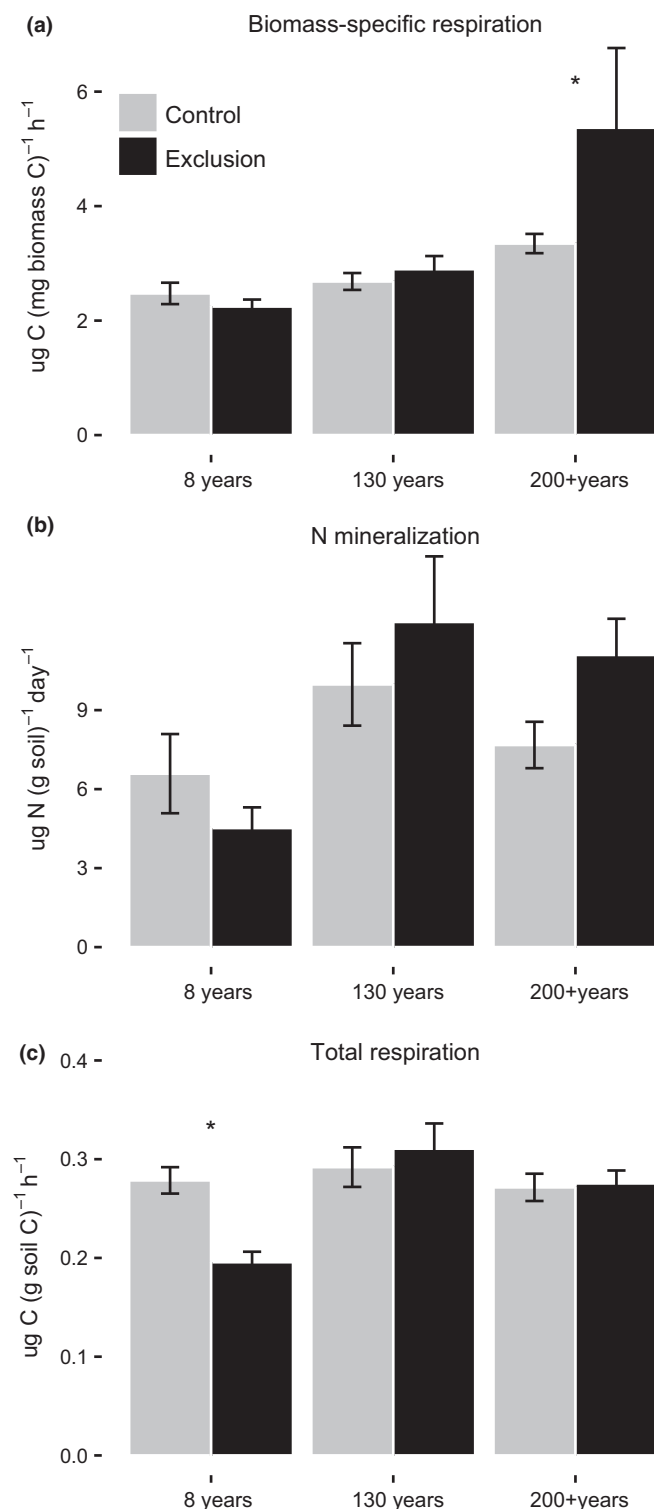 (a) Biomass-specific respiration
*
6
Control
Exclusion
4
2
0
ug C (mg biomass C)⁻¹ h⁻¹
8 years 130 years 200+years
(b) N mineralization
9
6
3
0
ug N (g soil)⁻¹ day⁻¹
8 years 130 years 200+years
(c) Total respiration
0.4
*
0.3
0.2
0.1
0.0
ug C (g soil C)⁻¹ h⁻¹
8 years 130 years 200+years